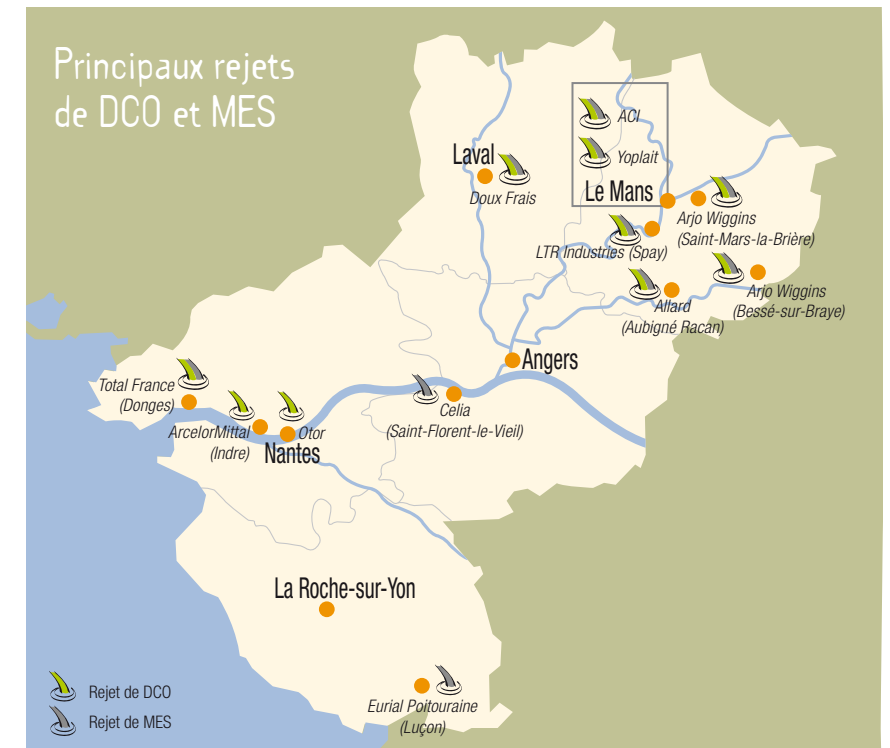 Principaux rejets
de DCO et MES
ACI
Yoplait
Laval
Doux Frais
Le Mans
Arjo Wiggins
(Saint-Mars-la-Brière)
LTR Industries (Spay)
Allard
(Aubigné Racan)
Arjo Wiggins
(Bessé-sur-Braye)
Angers
Total France
(Donges)
Celia
(Saint-Florent-le-Vieil)
ArcelorMittal
(Indre)
Otor
Nantes
La Roche-sur-Yon
Eurial Poitouraine
(Luçon)
Rejet de DCO
Rejet de MES